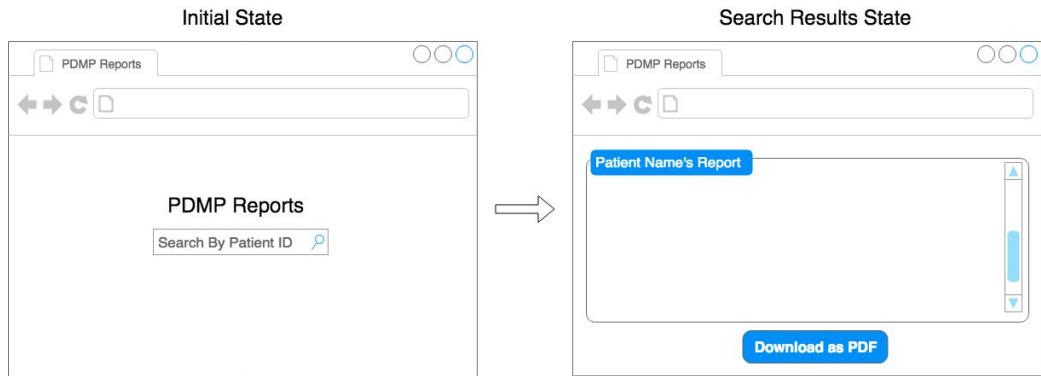 Initial State
PDMP Reports
PDMP Reports
Search By Patient ID
Search Results State
PDMP Reports
Patient Name's Report
Download as PDF